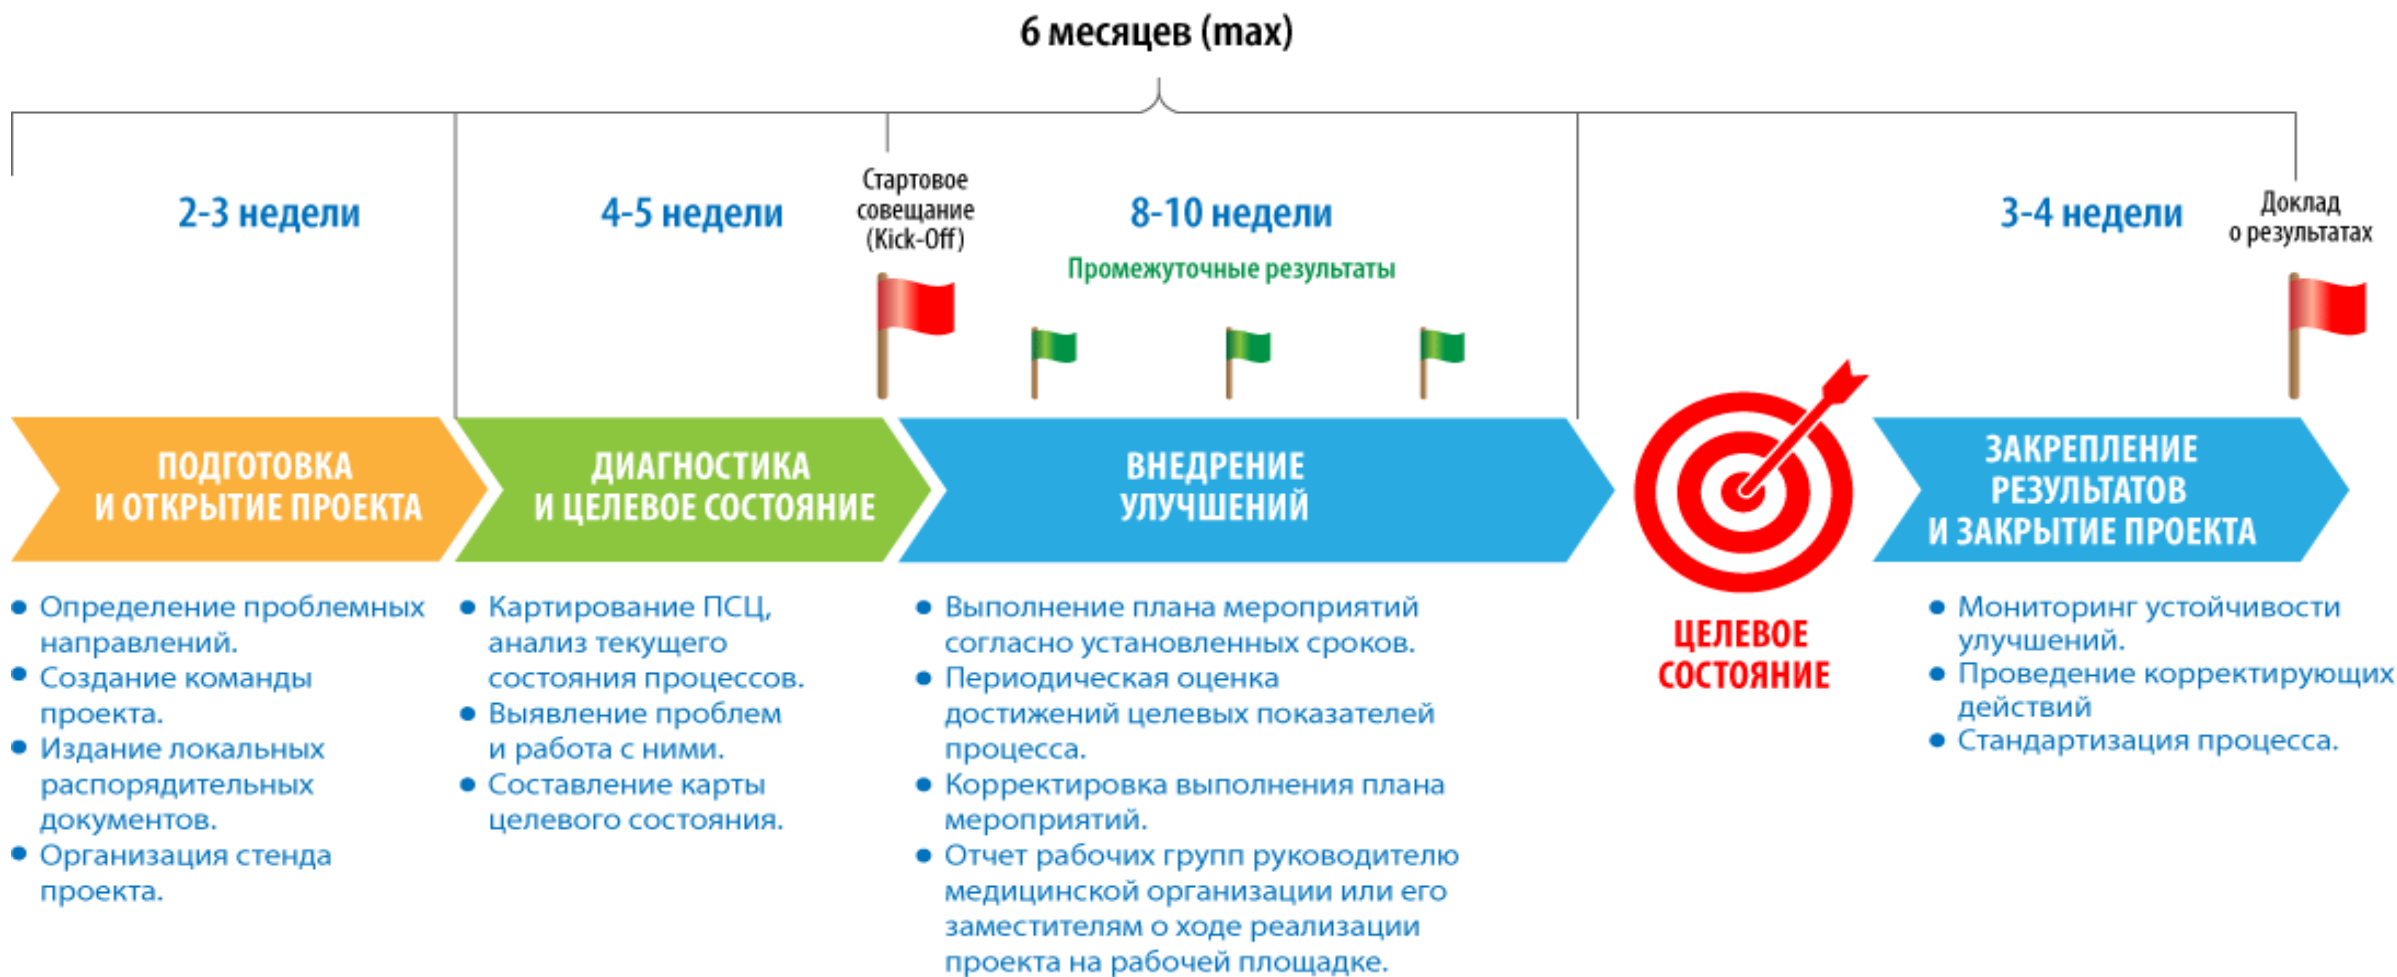 6 месяцев (max)
2-3 недели
4-5 недели
Стартовое
совещание
(Kick-Off)
8-10 недели
Промежуточные результаты
3-4 недели
Доклад
о результатах
ПОДГОТОВКА
И ОТКРЫТИЕ ПРОЕКТА
ДИАГНОСТИКА
И ЦЕЛЕВОЕ СОСТОЯНИЕ
ВНЕДРЕНИЕ
УЛУЧШЕНИЙ
ЦЕЛЕВОЕ
СОСТОЯНИЕ
ЗАКРЕПЛЕНИЕ
РЕЗУЛЬТАТОВ
И ЗАКРЫТИЕ ПРОЕКТА
● Определение проблемных
направлений.
● Создание команды
проекта.
● Издание локальных
распорядительных
документов.
● Организация стенда
проекта.
● Картирование ПСЦ,
анализ текущего
состояния процессов.
● Выявление проблем
и работа с ними.
● Составление карты
целевого состояния.
● Выполнение плана мероприятий
согласно установленных сроков.
● Периодическая оценка
достижений целевых показателей
процесса.
● Корректировка выполнения плана
мероприятий.
● Отчет рабочих групп руководителю
медицинской организации или его
заместителям о ходе реализации
проекта на рабочей площадке.
● Мониторинг устойчивости
улучшений.
● Проведение корректирующих
действий
● Стандартизация процесса.